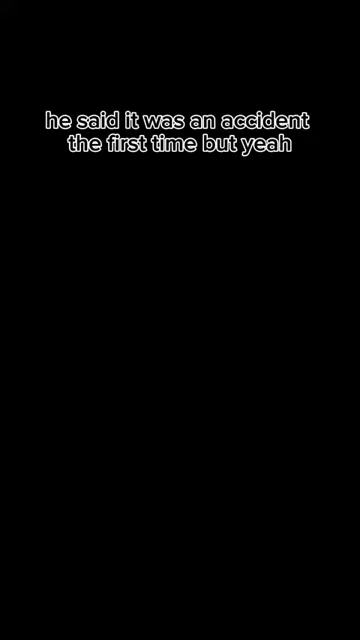 he said it was an accident
the first time but yeah